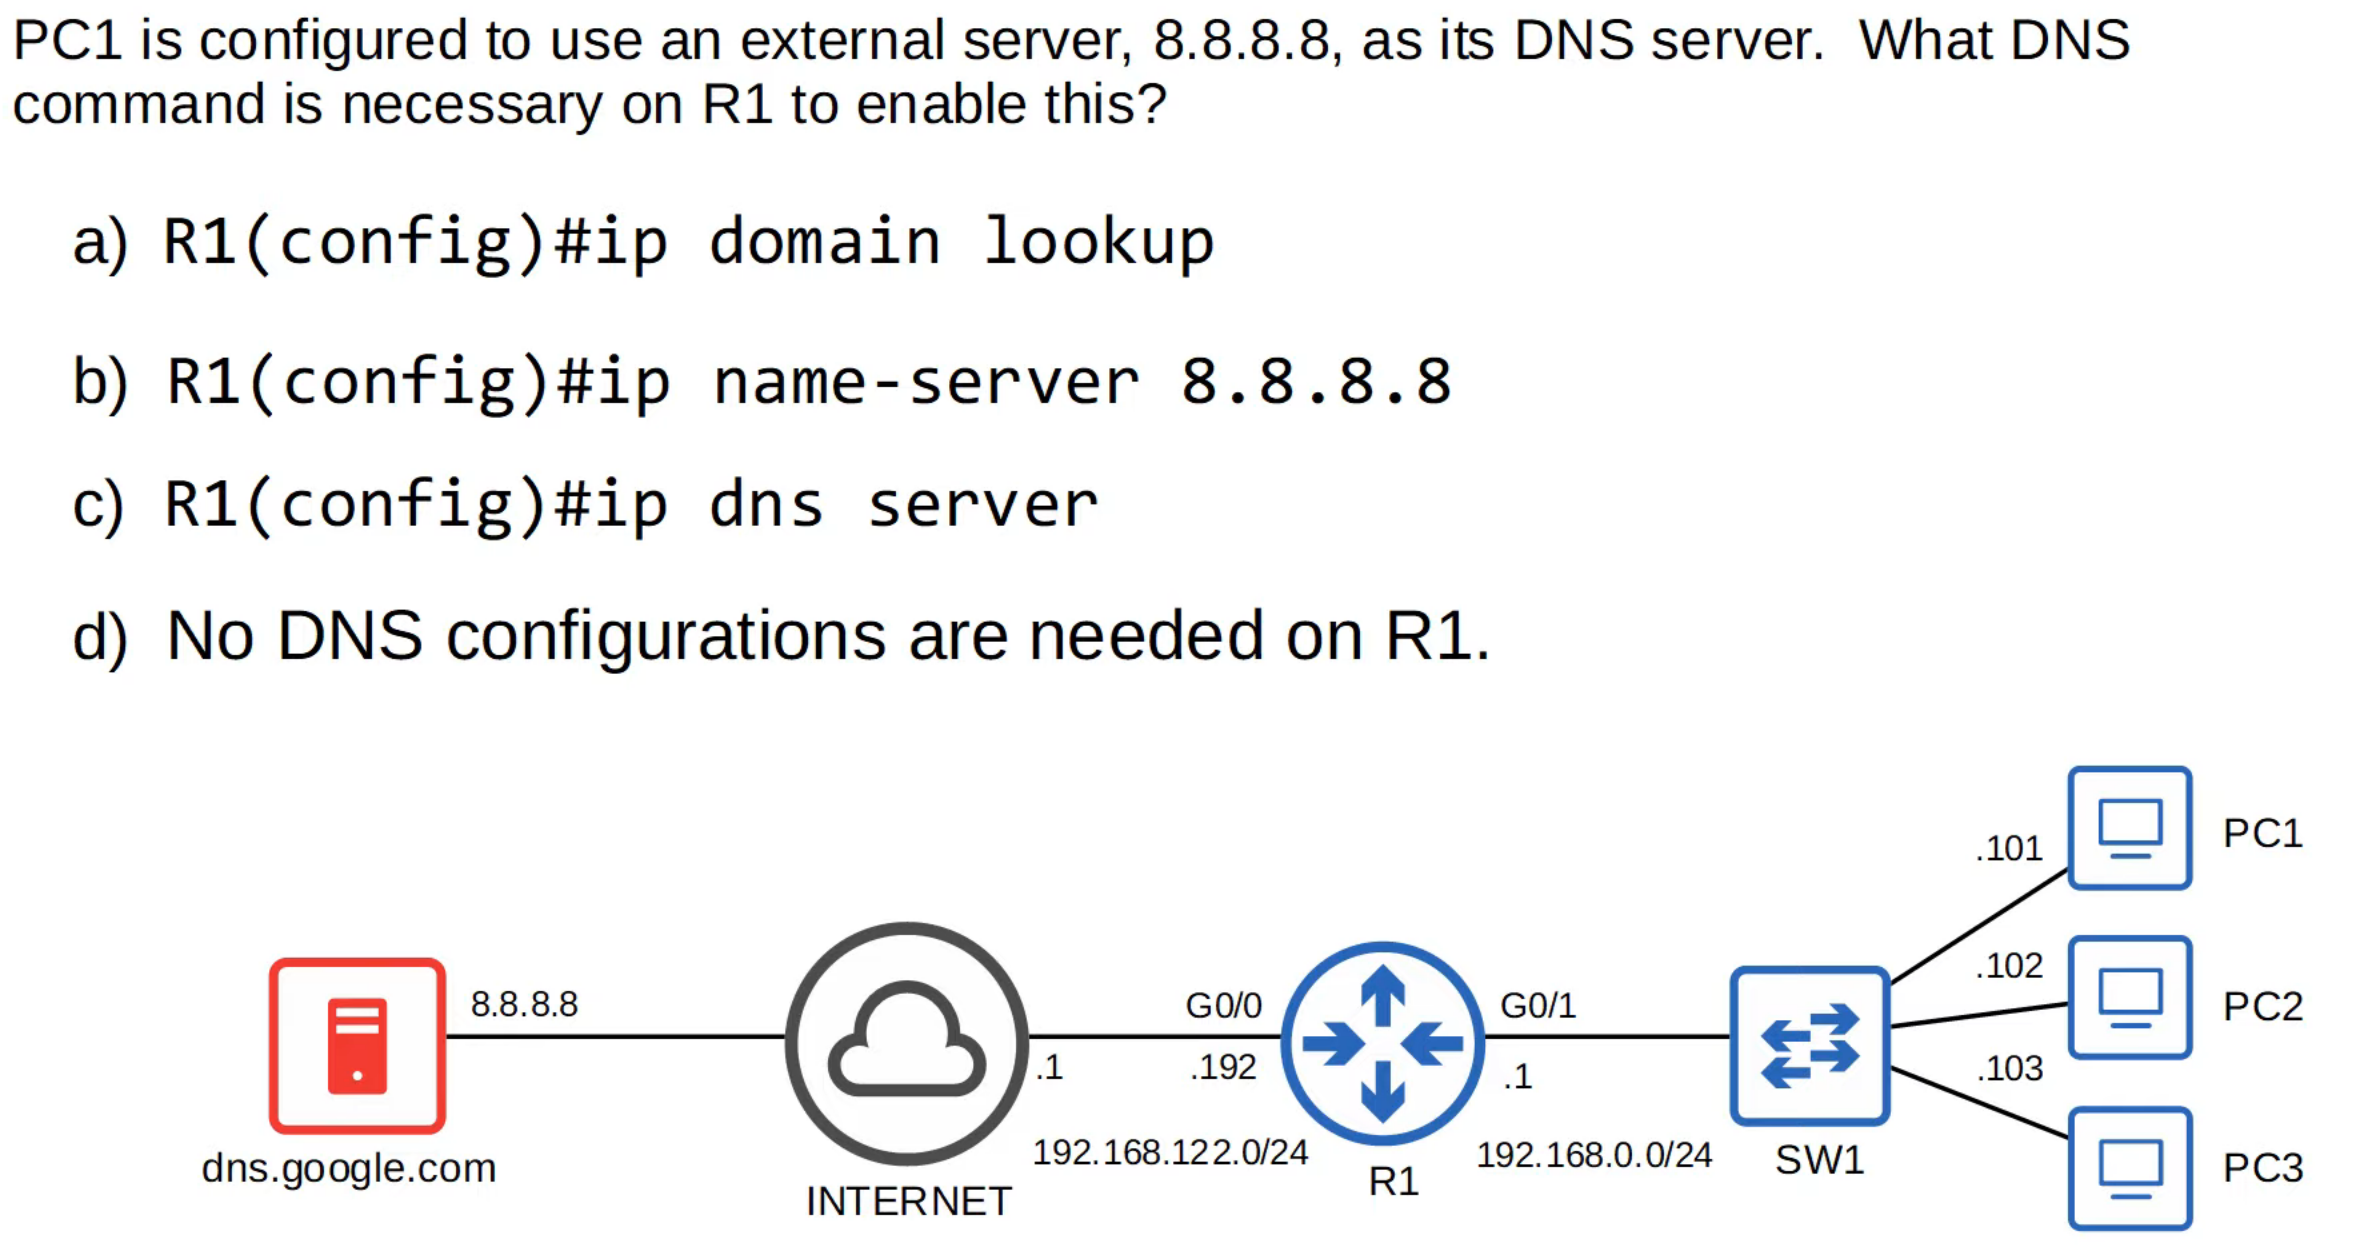 PC1 is configured to use an external server, 8.8.8.8, as its DNS server.  What DNS
command is necessary on R1 to enable this?
a) R1(config)#ip domain lookup
b) R1(config)#ip name-server 8.8.8.8
c) R1(config)#ip dns server
d) No DNS configurations are needed on R1.
PC1
.101
.102
8.8.8.8
G0/0
G0/1
PC2
.1
.192
.1
.103
192.168.122.0/24
192.168.0.0/24
SW1
dns.google.com
PC3
R1
INTERNET